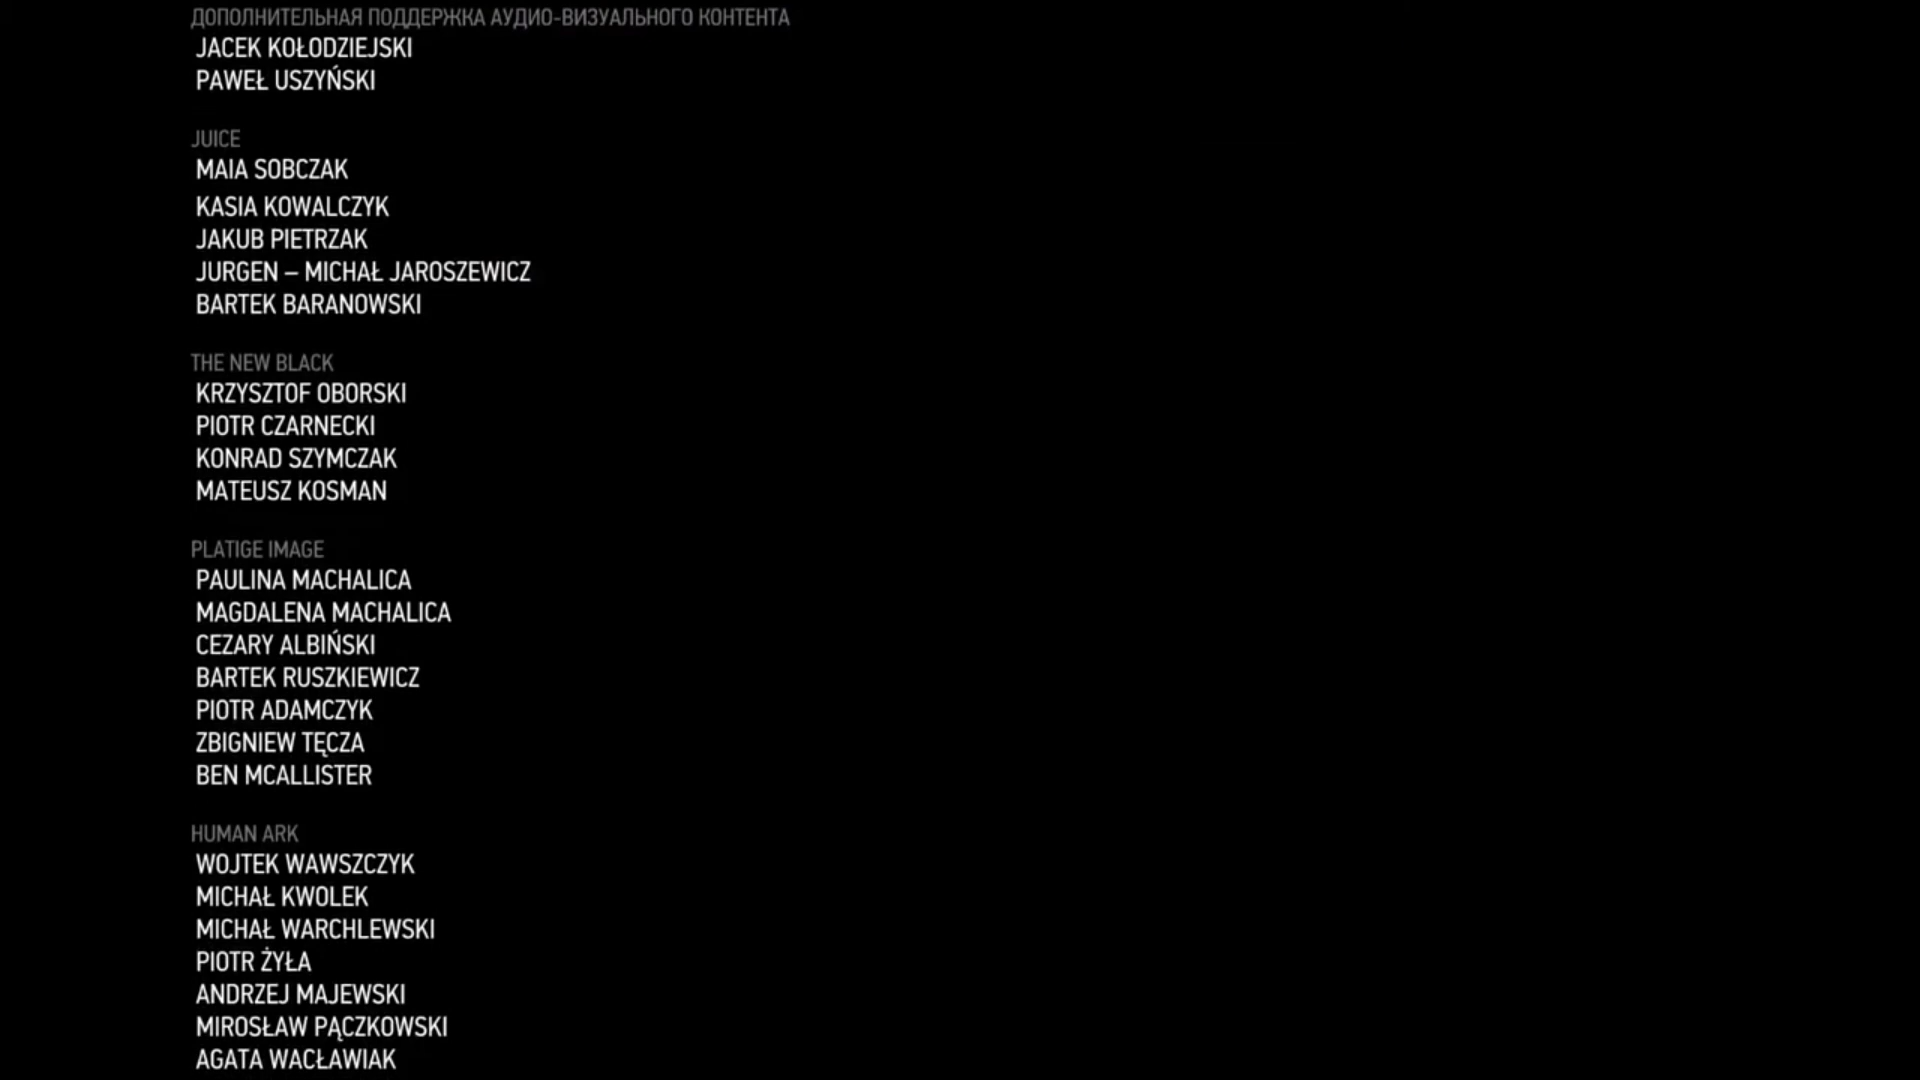 ДОПОЛНИТЕЛЬНАЯ ПОДДЕРЖКА АУДИО-ВИЗУАЛЬНОГО КОНТЕНТА
JACEK KOŁODZIEJSKI
PAWEŁ USZYŃSKI
JUICE
MAIA SOBCZAK
KASIA KOWALCZYK
JAKUB PIETRZAK
JURGEN – MICHAŁ JAROSZEWICZ
BARTEK BARANOWSKI
THE NEW BLACK
KRZYSZTOF OBORSKI
PIOTR CZARNECKI
KONRAD SZYMCZAK
MATEUSZ KOSMAN
PLATIGE IMAGE
PAULINA MACHALICA
MAGDALENA MACHALICA
CEZARY ALBIŃSKI
BARTEK RUSZKIEWICZ
PIOTR ADAMCZYK
ZBIGNIEW TĘCZA
BEN MCALLISTER
HUMAN ARK
WOJTEK WAWSZCZYK
MICHAŁ KWOLEK
MICHAŁ WARCHLEWSKI
PIOTR ŻYŁA
ANDRZEJ MAJEWSKI
MIROSŁAW PĄCZKOWSKI
AGATA WACŁAWIAK